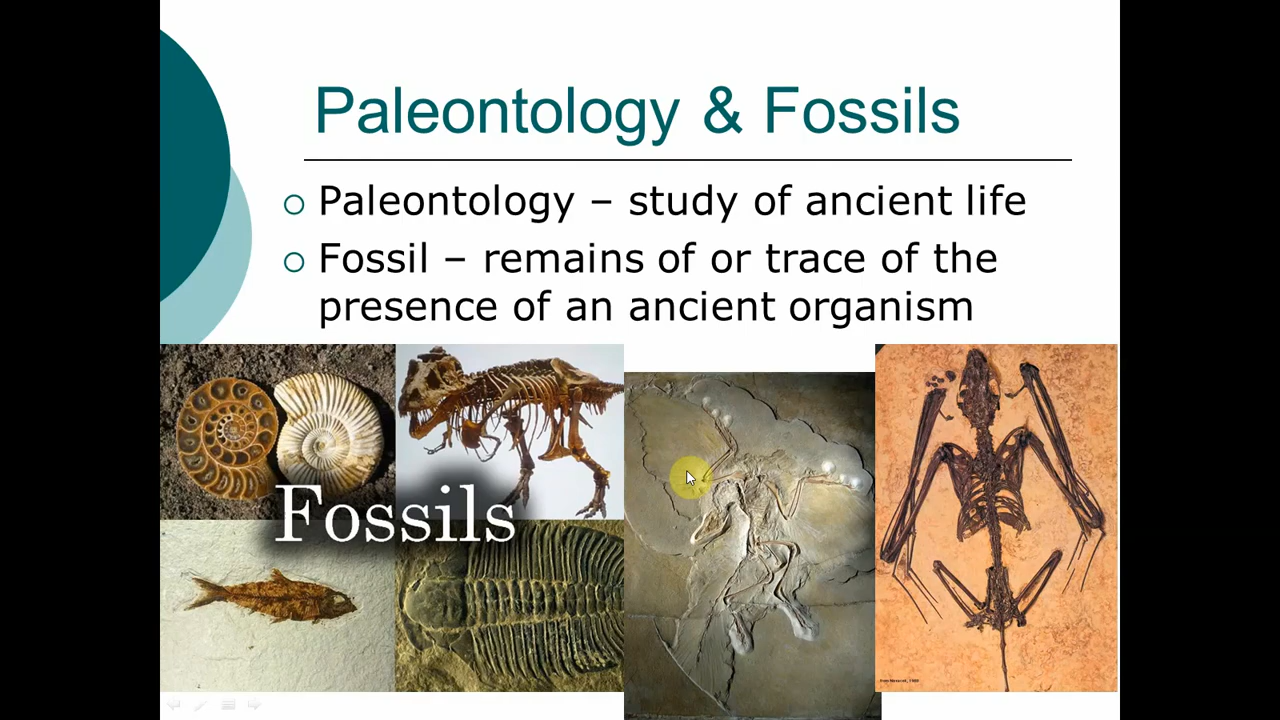 Paleontology & Fossils
Paleontology – study of ancient life
Fossil – remains of or trace of the
presence of an ancient organism
Fossils